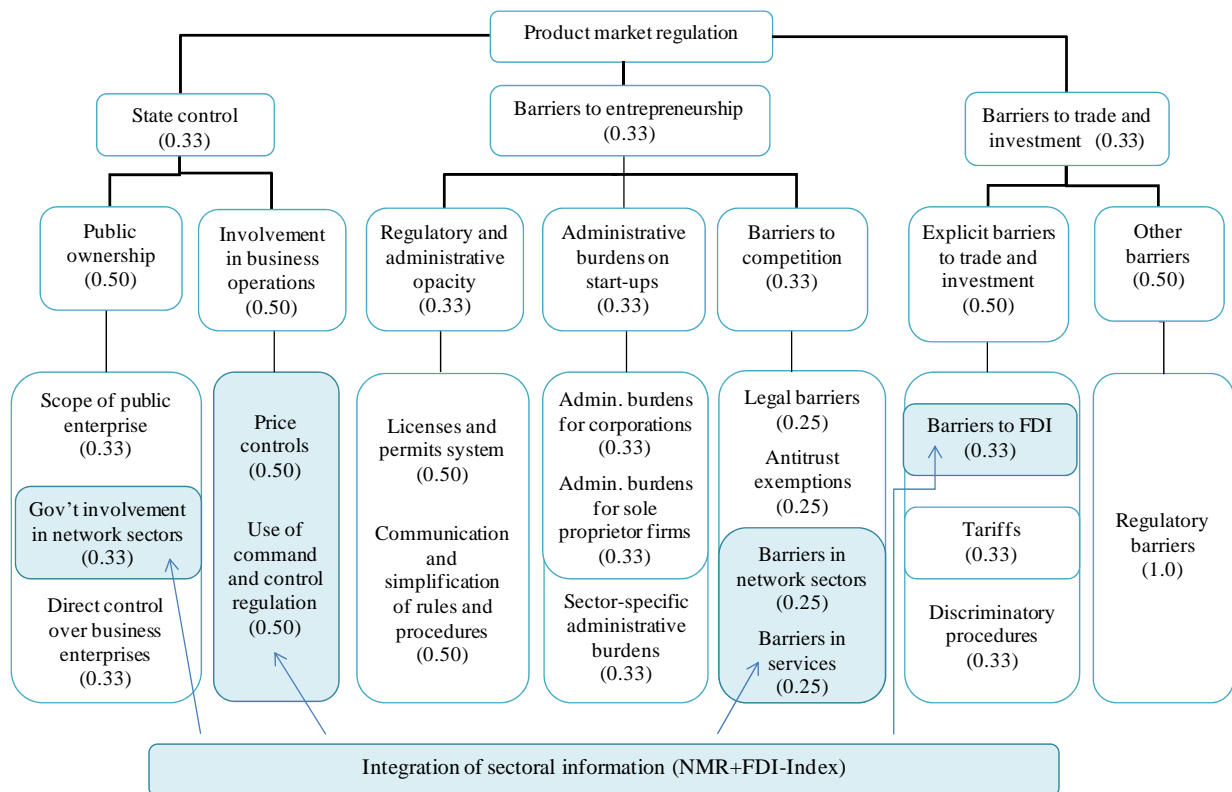 Product market regulation
State control
(0.33)
Barriers to entrepreneurship
(0.33)
Barriers to trade and
investment (0.33)
Public
ownership
(0.50)
Involvement
in business
operations
(0.50)
Regulatory and
administrative
opacity
(0.33)
Administrative
burdens on
start-ups
(0.33)
Barriers to
competition
(0.33)
Explicit barriers
to trade and
investment
(0.50)
Other
barriers
(0.50)
Scope of public
enterprise
(0.33)
Gov't involvement
in network sectors
(0.33)
Direct control
over business
enterprises
(0.33)
Price
controls
(0.50)
Use of
command
and control
regulation
(0.50)
Licenses and
permits system
(0.50)
Communication
and
simplification
of rules and
procedures
(0.50)
Admin. burdens
for corporations
(0.33)
Admin. burdens
for sole
proprietor firms
(0.33)
Sector-specific
administrative
burdens
(0.33)
Legal barriers
(0.25)
Antitrust
exemptions
(0.25)
Barriers in
network sectors
(0.25)
Barriers in
services
(0.25)
Barriers to FDI
(0.33)
Tariffs
(0.33)
Discriminatory
procedures
(0.33)
Regulatory
barriers
(1.0)
Integration of sectoral information (NMR+FDI-Index)